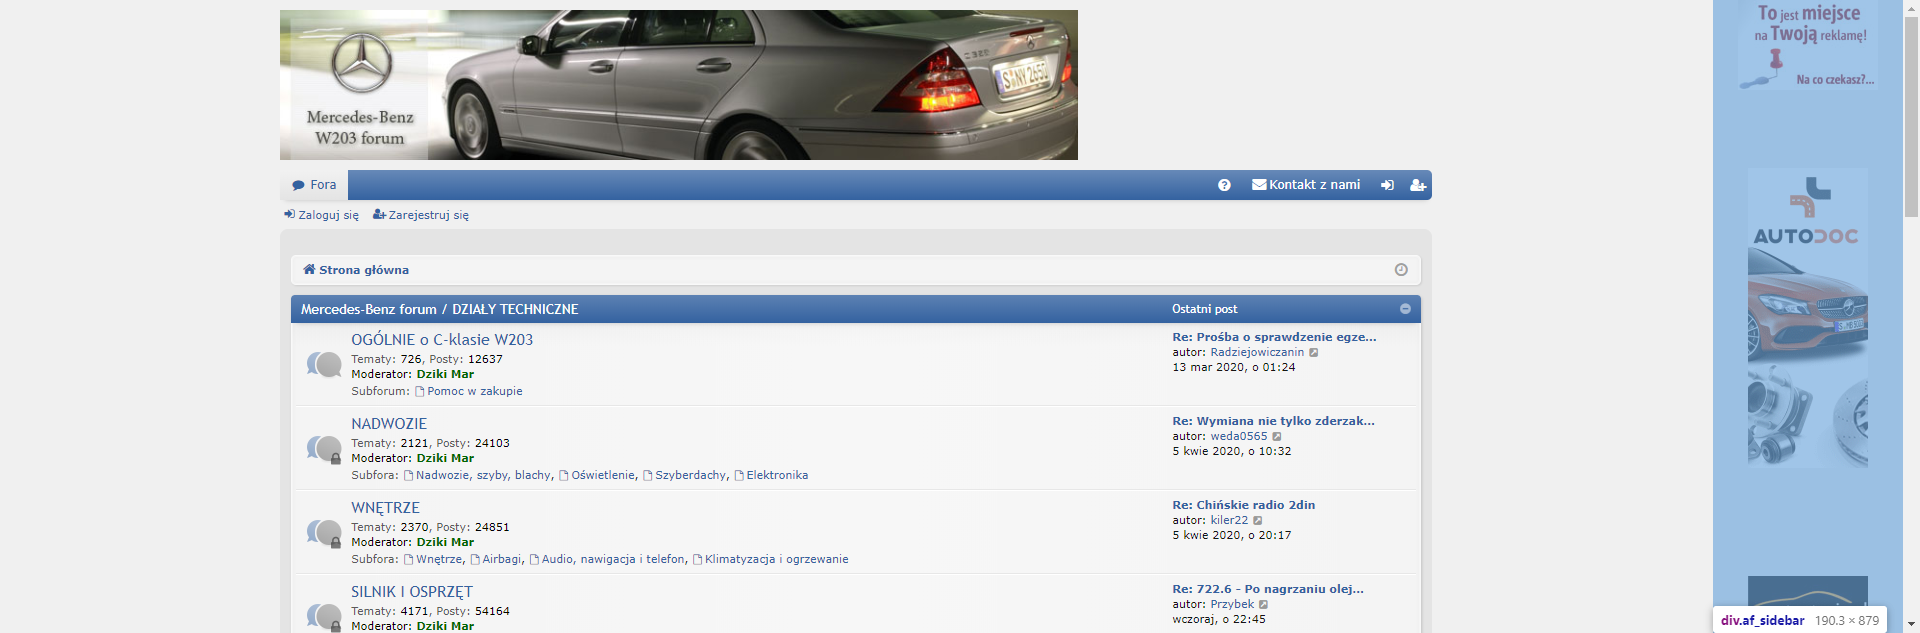 Mercedes-Benz
W203 forum
C 320
S:NY 2650
To jest miejsce
na Twoją reklamę!
Na co czekasz?...
Fora
Kontakt z nami
Zaloguj się Zarejestruj się
AUTODOC
Strona główna
Mercedes-Benz forum / DZIAŁY TECHNICZNE Ostatni post
OGÓLNIE o C-klasie W203
Tematy: 726, Posty: 12637
Moderator: Dziki Mar
Subforum: Pomoc w zakupie
Re: Prośba o sprawdzenie egze...
autor: Radziejowiczanin
13 mar 2020, o 01:24
NADWOZIE
Tematy: 2121, Posty: 24103
Moderator: Dziki Mar
Subfora: Nadwozie, szyby, blachy, Oświetlenie, Szyberdachy, Elektronika
Re: Wymiana nie tylko zderzak...
autor: weda0565
5 kwie 2020, o 10:32
WNĘTRZE
Tematy: 2370, Posty: 24851
Moderator: Dziki Mar
Subfora: Wnętrze, Airbagi, Audio, nawigacja i telefon, Klimatyzacja i ogrzewanie
Re: Chińskie radio 2din
autor: kiler22
5 kwie 2020, o 20:17
SILNIK I OSPRZĘT
Tematy: 4171, Posty: 54164
Moderator: Dziki Mar
Re: 722.6 - Po nagrzaniu olej...
autor: Przybek
wczoraj, o 22:45
div.af_sidebar 190.3 × 879